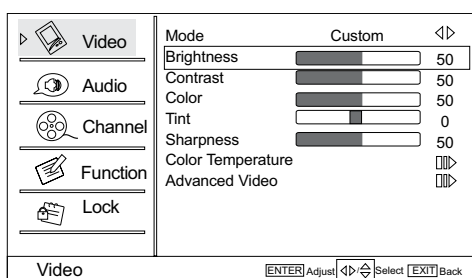 Video
Audio
Channel
Function
Lock
Mode Custom
Brightness 50
Contrast 50
Color 50
Tint 0
Sharpness 50
Color Temperature
Advanced Video
Video ENTER Adjust / Select EXIT Back